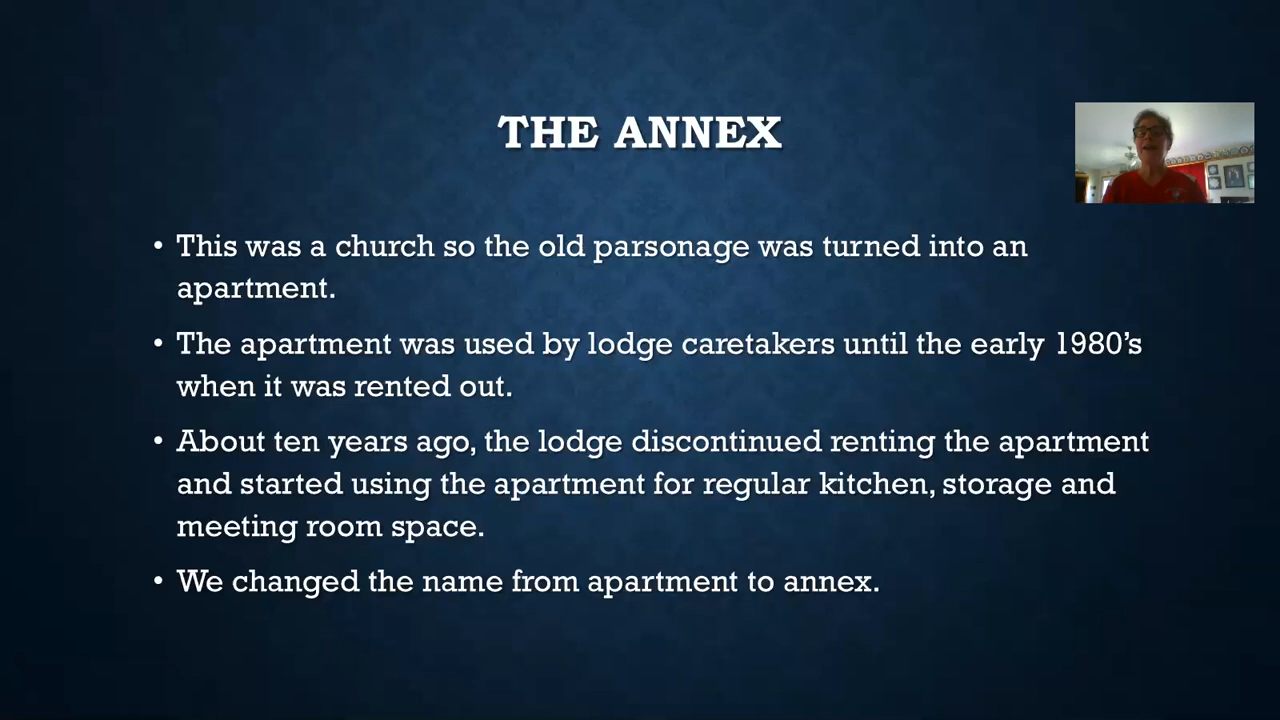 THE ANNEX
• This was a church so the old parsonage was turned into an
apartment.
• The apartment was used by lodge caretakers until the early 1980’s
when it was rented out.
• About ten years ago, the lodge discontinued renting the apartment
and started using the apartment for regular kitchen, storage and
meeting room space.
• We changed the name from apartment to annex.